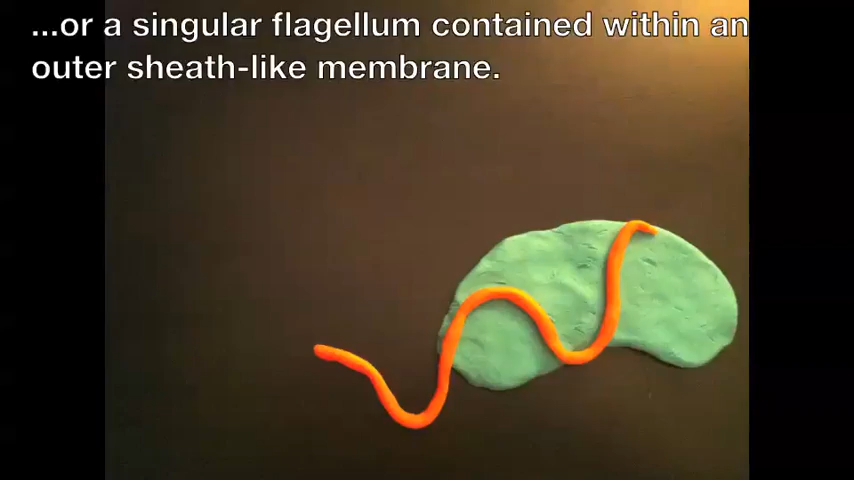 ...or a singular flagellum contained within an
outer sheath-like membrane.